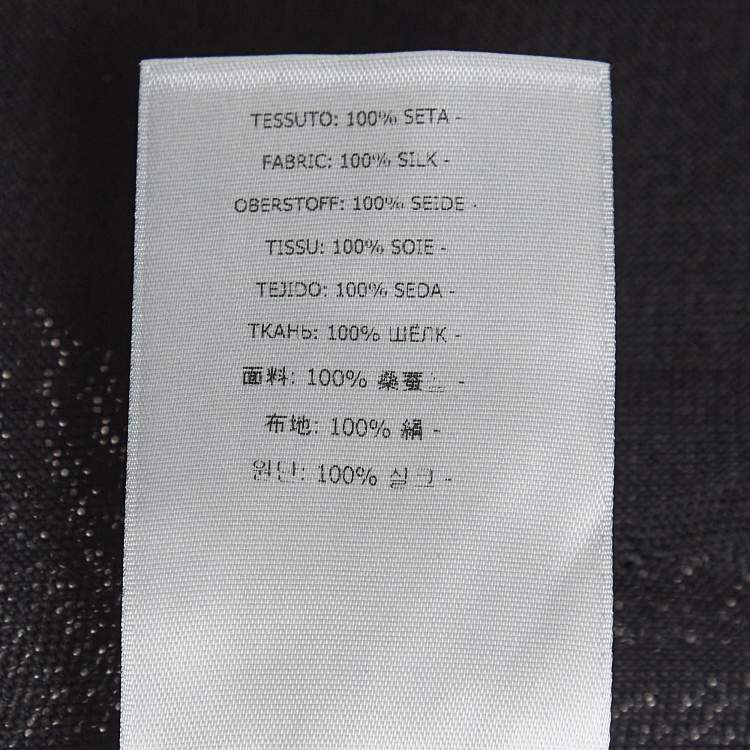 TESSUTO: 100% SETA -
FABRIC: 100% SILK -
OBERSTOFF: 100% SEIDE -
TISSU: 100% SOIE -
TEJIDO: 100% SEDA -
ТКАНЬ: 100% ШЁЛК -
面料: 100% 桑蚕丝 -
布地: 100% 絹 -
원단: 100% 실크 -